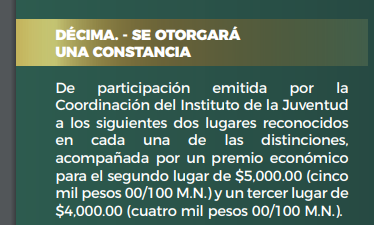 DÉCIMA. - SE OTORGARÁ
UNA CONSTANCIA
De participación emitida por la
Coordinación del Instituto de la Juventud
a los siguientes dos lugares reconocidos
en cada una de las distinciones,
acompañada por un premio económico
para el segundo lugar de $5,000.00 (cinco
mil pesos 00/100 M.N.) y un tercer lugar de
$4,000.00 (cuatro mil pesos 00/100 M.N.).